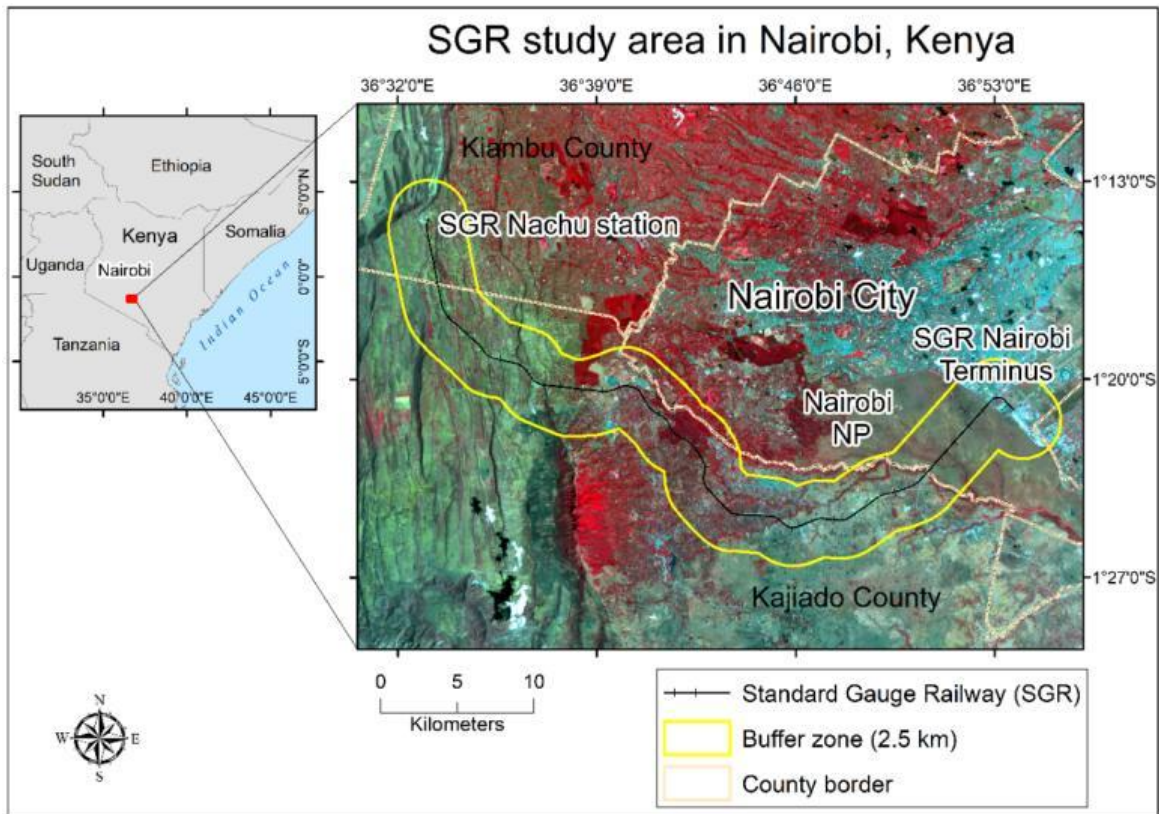 SGR study area in Nairobi, Kenya
36°32'0"E
36°39'0"E
36°46'0"E
36°53'0"E
South
Sudan
Ethiopia
Kenya
Somalia
Uganda
Nairobi
Tanzania
Indian Ocean
5°0'0"N
0°0'0"
5°0'0"S
35°0'0"E
40°0'0"E
45°0'0"E
Kiambu County
SGR Nachu station
Nairobi City
SGR Nairobi
Terminus
Nairobi
NP
Kajiado County
1°13'0"S
1°20'0"S
1°27'0"S
0
5
10
Kilometers
N
W
E
S
Standard Gauge Railway (SGR)
Buffer zone (2.5 km)
County border